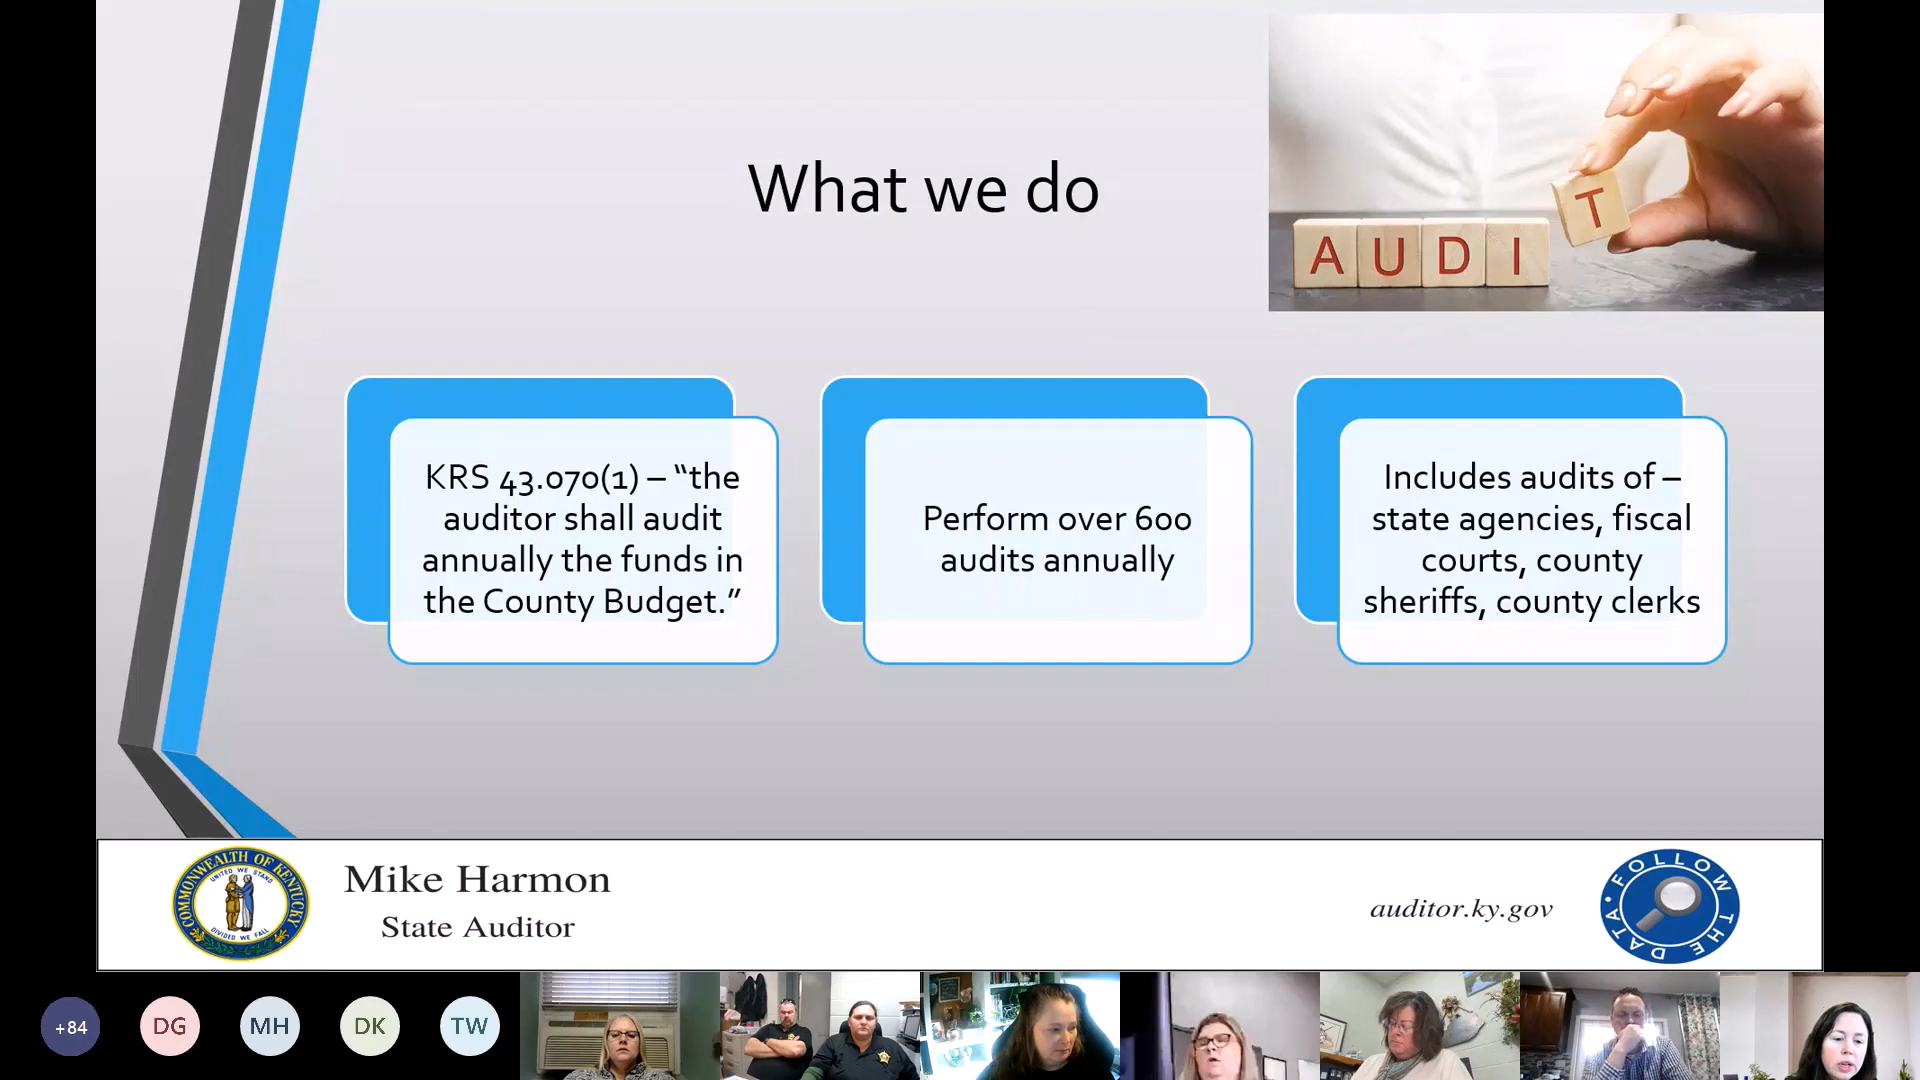 What we do
A U D I T
KRS 43.070(1) – “the
auditor shall audit
annually the funds in
the County Budget.”
Perform over 600
audits annually
Includes audits of –
state agencies, fiscal
courts, county
sheriffs, county clerks
COMMONWEALTH OF KENTUCKY
UNITED WE STAND
DIVIDED WE FALL
Mike Harmon
State Auditor
auditor.ky.gov
FOLLOW THE DATA
+84
DG
MH
DK
TW